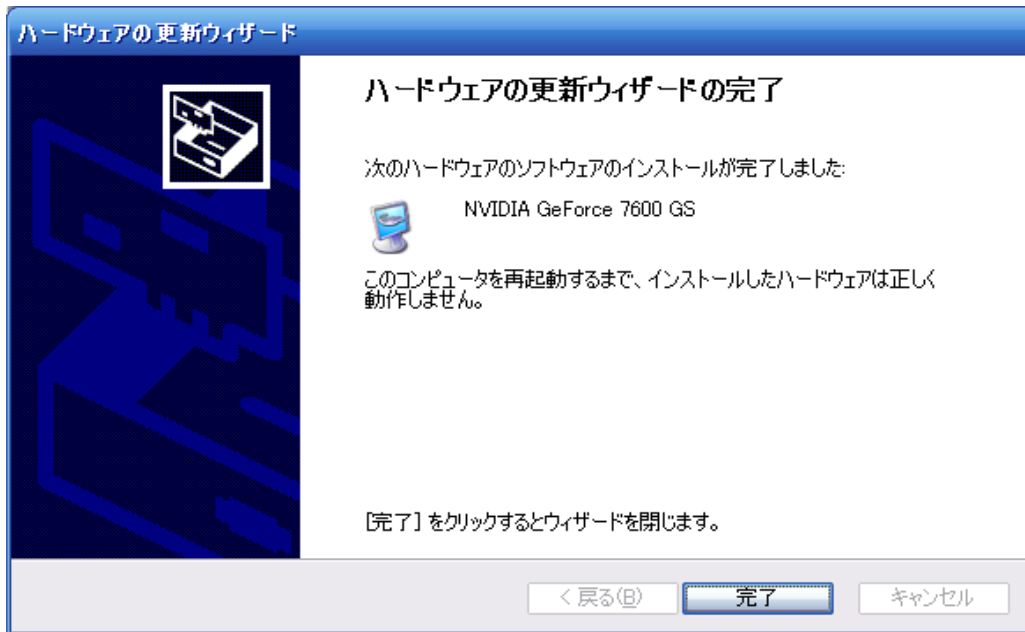 ハードウェアの更新ウィザード
ハードウェアの更新ウィザードの完了
次のハードウェアのソフトウェアのインストールが完了しました:
NVIDIA GeForce 7600 GS
このコンピュータを再起動するまで、インストールしたハードウェアは正しく
動作しません。
[完了] をクリックするとウィザードを閉じます。
< 戻る(B)
完了
キャンセル